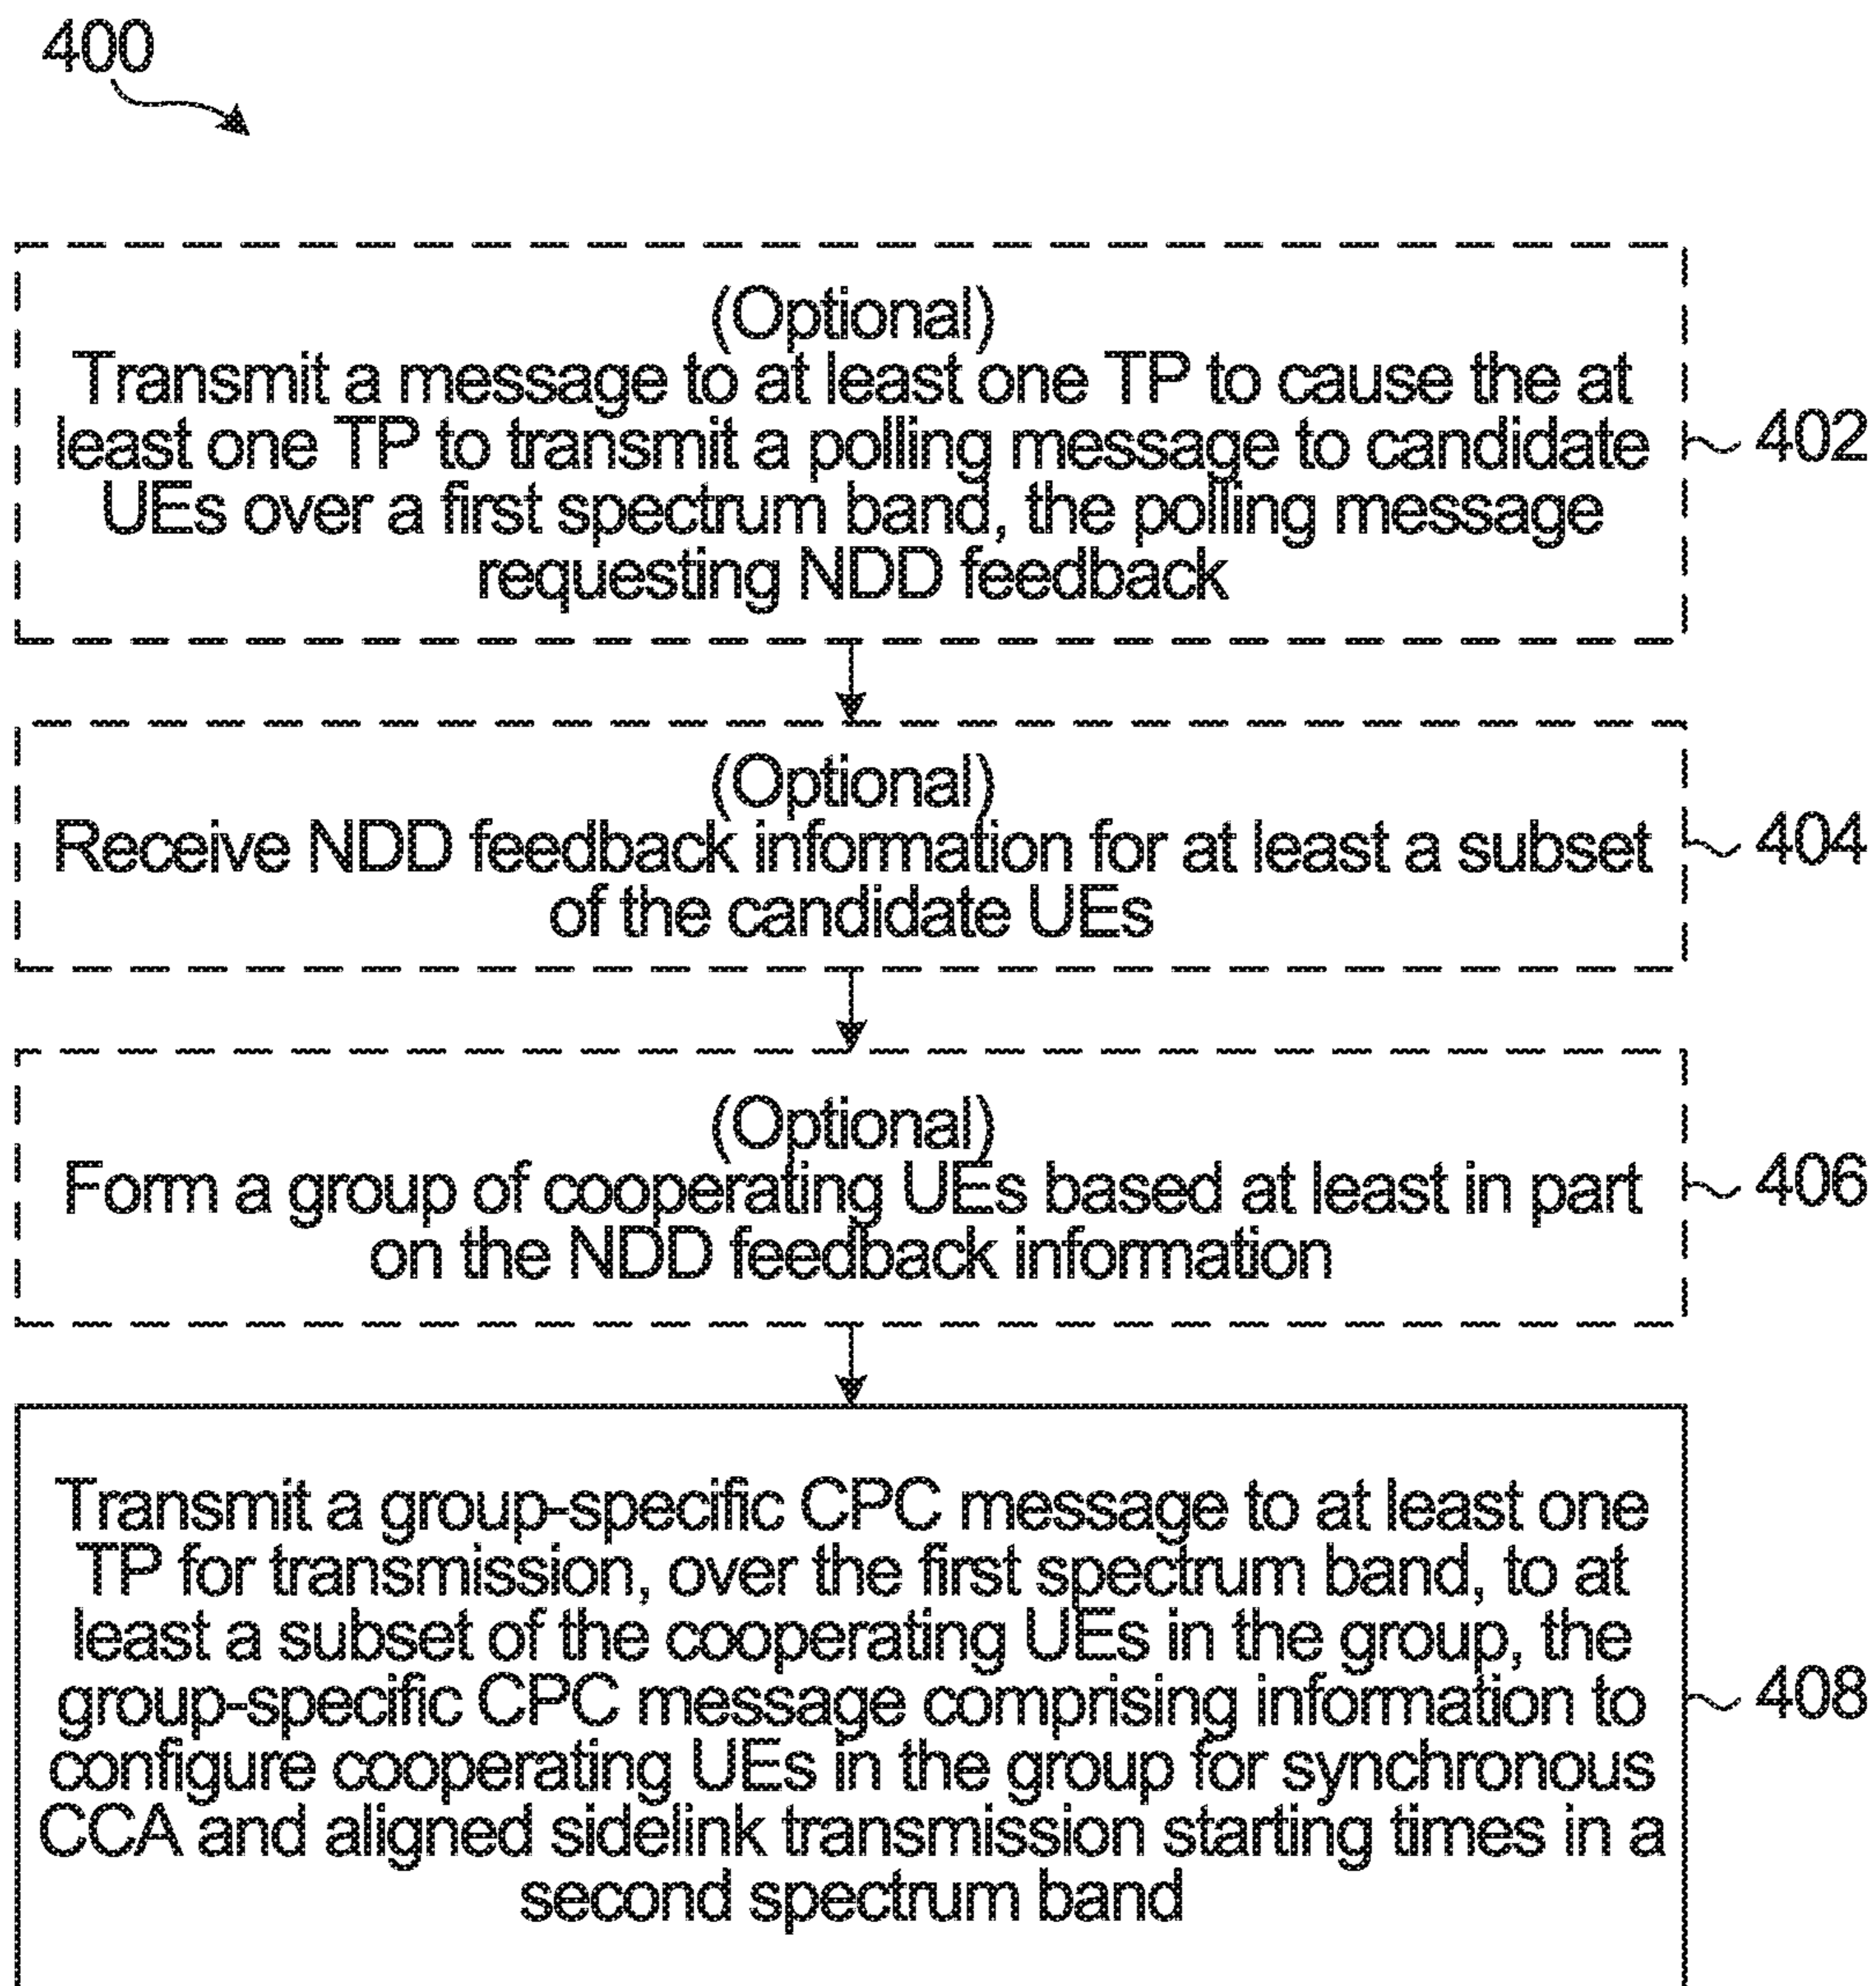 400
(Optional)
Transmit a message to at least one TP to cause the at
least one TP to transmit a polling message to candidate
UEs over a first spectrum band, the polling message
requesting NDD feedback
402
(Optional)
Receive NDD feedback information for at least a subset
of the candidate UEs
404
(Optional)
Form a group of cooperating UEs based at least in part
on the NDD feedback information
406
Transmit a group-specific CPC message to at least one
TP for transmission, over the first spectrum band, to at
least a subset of the cooperating UEs in the group, the
group-specific CPC message comprising information to
configure cooperating UEs in the group for synchronous
CCA and aligned sidelink transmission starting times in a
second spectrum band
408